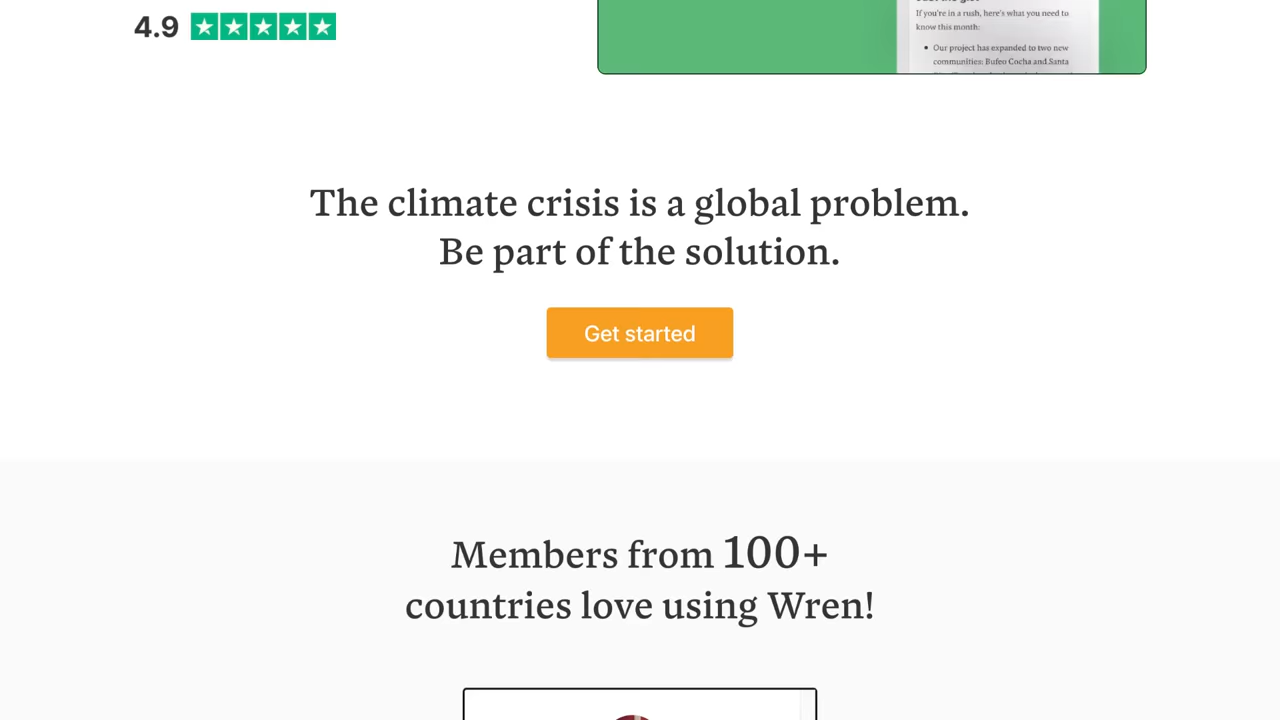 4.9
If you're in a rush, here's what you need to
know this month:
• Our project has expanded to two new
communities: Bufeo Cocha and Santa
The climate crisis is a global problem.
Be part of the solution.
Get started
Members from 100+
countries love using Wren!